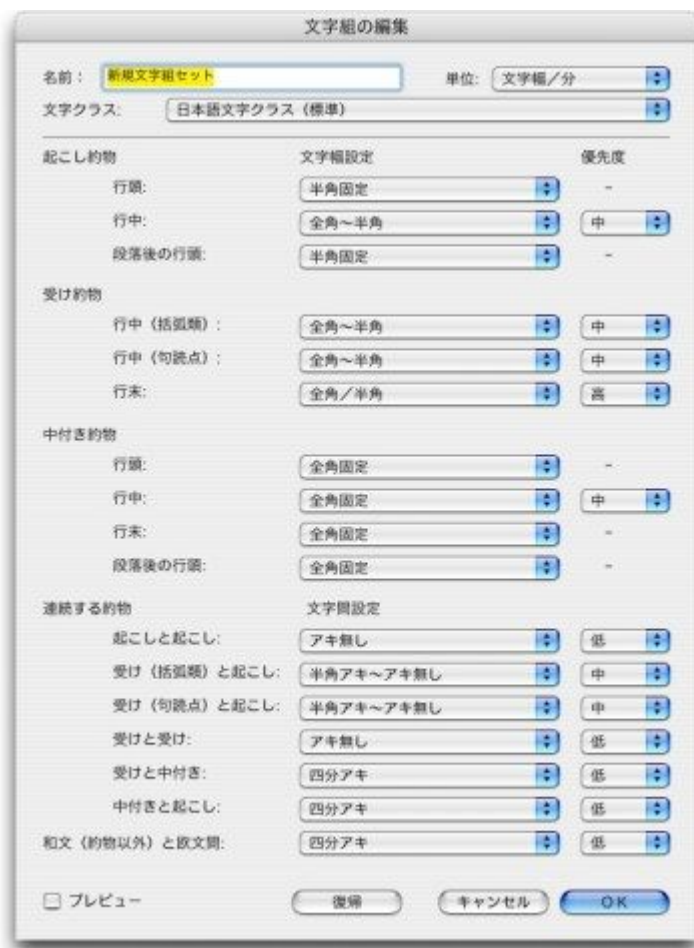 文字組の編集
名前： 新規文字組セット 単位: 文字幅／分
文字クラス: 日本語文字クラス（標準）
起こし約物 文字幅設定 優先度
行頭: 半角固定 -
行中: 全角〜半角 中
段落後の行頭: 半角固定 -
受け約物
行中（括弧類）: 全角〜半角 中
行中（句読点）: 全角〜半角 中
行末: 全角／半角 高
中付き約物
行頭: 全角固定 -
行中: 全角固定 中
行末: 全角固定 -
段落後の行頭: 全角固定 -
連続する約物 文字間設定
起こしと起こし: アキ無し 低
受け（括弧類）と起こし: 半角アキ〜アキ無し 中
受け（句読点）と起こし: 半角アキ〜アキ無し 中
受けと受け: アキ無し 低
受けと中付き: 四分アキ 低
中付きと起こし: 四分アキ 低
和文（約物以外）と欧文間: 四分アキ 低
プレビュー 復帰 キャンセル OK